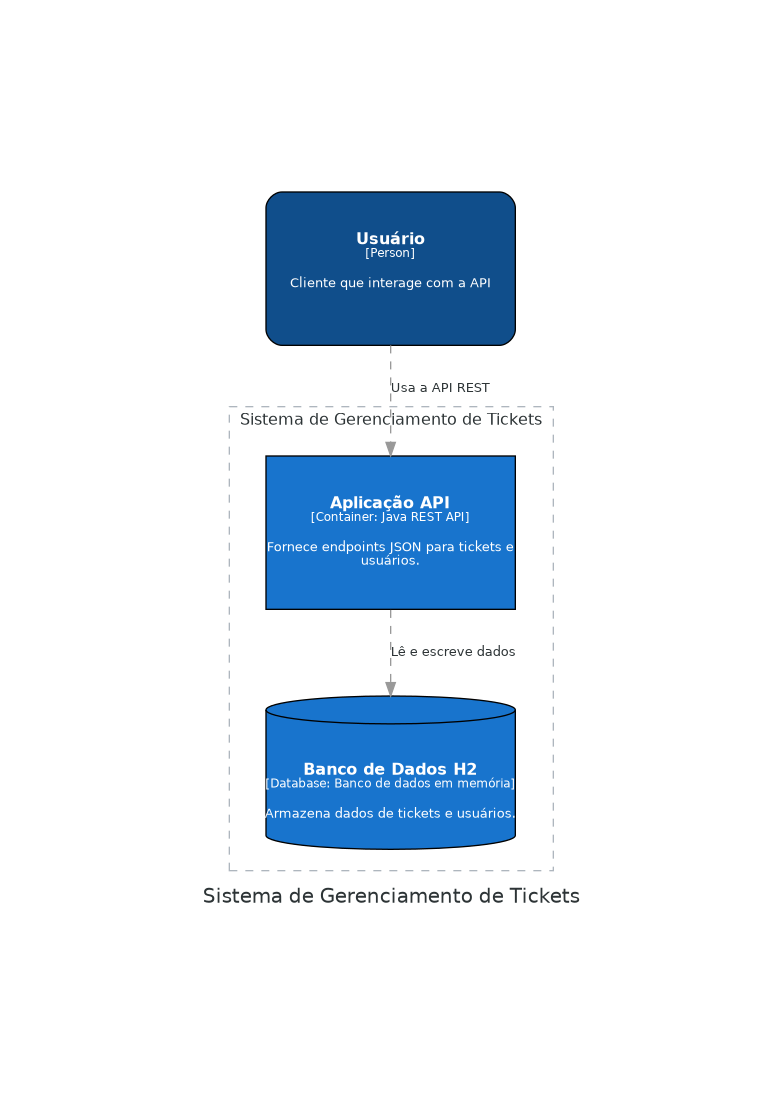 Usuário
[Person]
Cliente que interage com a API
Usa a API REST
Sistema de Gerenciamento de Tickets
Aplicação API
[Container: Java REST API]
Fornece endpoints JSON para tickets e
usuários.
Lê e escreve dados
Banco de Dados H2
[Database: Banco de dados em memória]
Armazena dados de tickets e usuários.
Sistema de Gerenciamento de Tickets